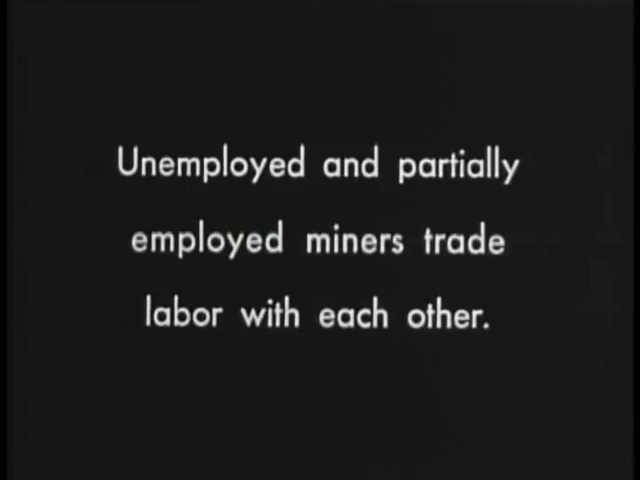 Unemployed and partially
employed miners trade
labor with each other.